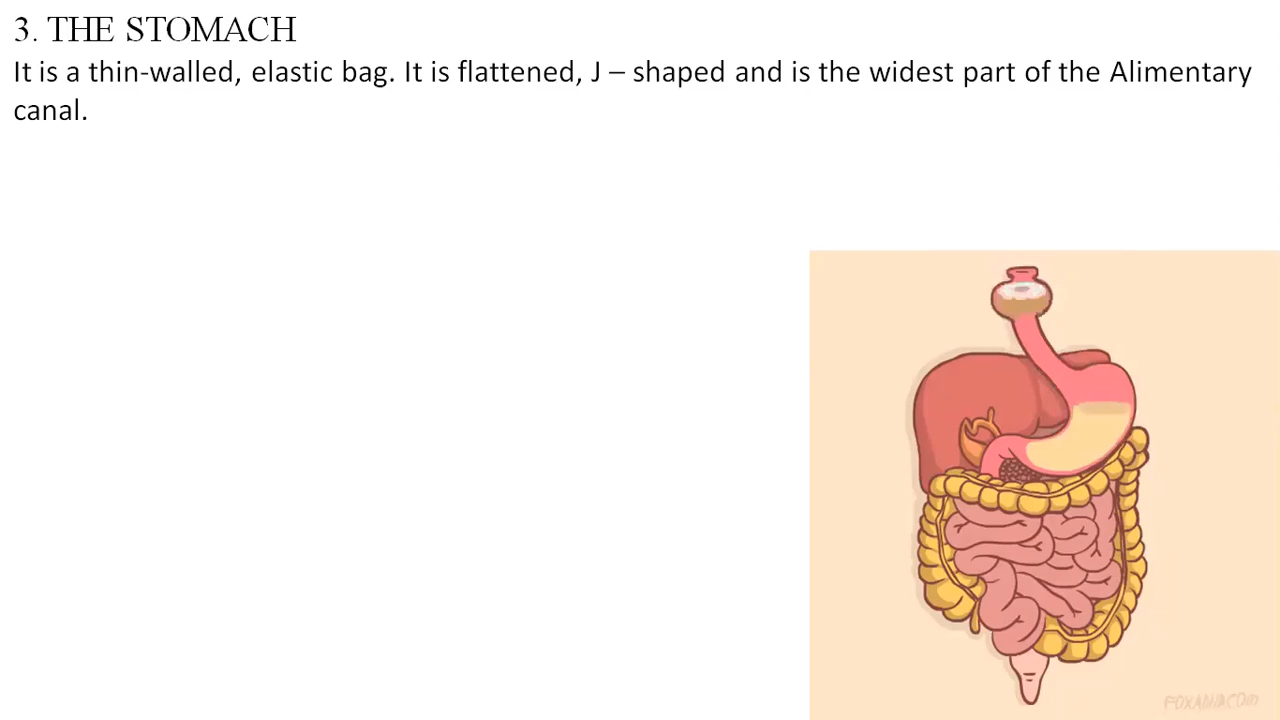 3. THE STOMACH
It is a thin-walled, elastic bag. It is flattened, J – shaped and is the widest part of the Alimentary
canal.
FOXANIACOM